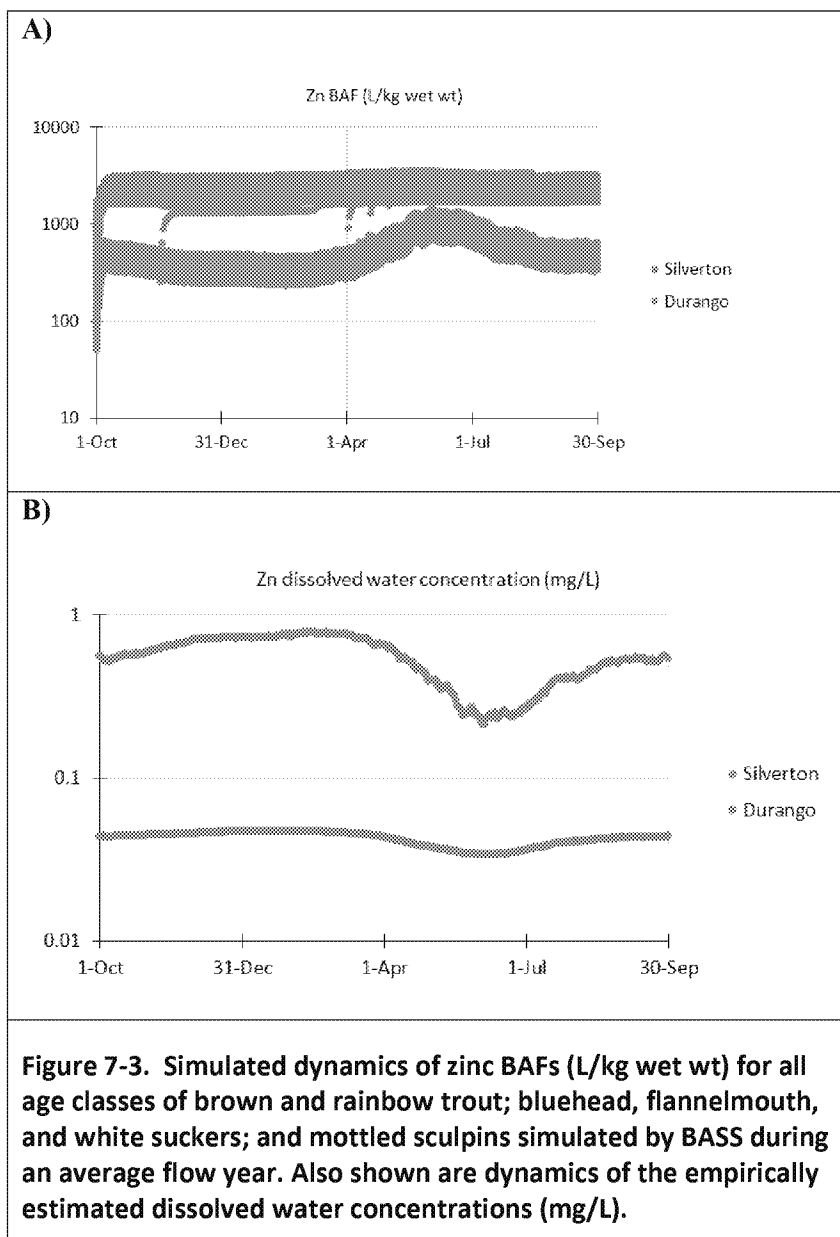 A)
Zn BAF (L/kg wet wt)
10000
1000
100
10
1-Oct 31-Dec 1-Apr 1-Jul 30-Sep
Silverton
Durango
B)
Zn dissolved water concentration (mg/L)
1
0.1
0.01
1-Oct 31-Dec 1-Apr 1-Jul 30-Sep
Silverton
Durango
Figure 7-3. Simulated dynamics of zinc BAFs (L/kg wet wt) for all
age classes of brown and rainbow trout; bluehead, flannelmouth,
and white suckers; and mottled sculpins simulated by BASS during
an average flow year. Also shown are dynamics of the empirically
estimated dissolved water concentrations (mg/L).